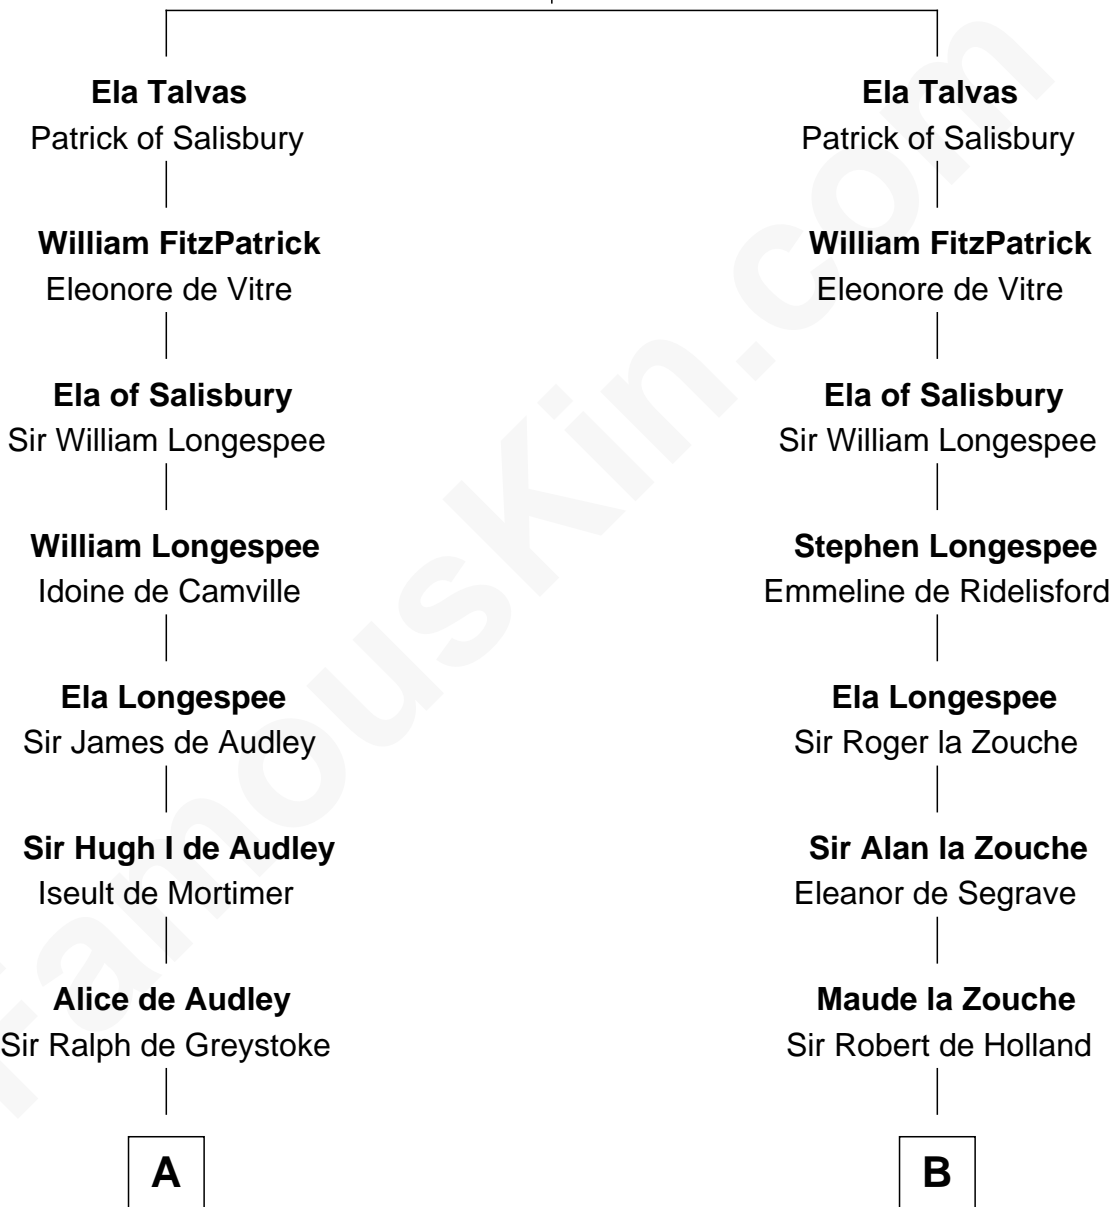 Ela Talvas
Patrick of Salisbury
William FitzPatrick
Eleonore de Vitre
Ela of Salisbury
Sir William Longespee
William Longespee
Idoine de Camville
Ela Longespee
Sir James de Audley
Sir Hugh I de Audley
Iseult de Mortimer
Alice de Audley
Sir Ralph de Greystoke
A
Ela Talvas
Patrick of Salisbury
William FitzPatrick
Eleonore de Vitre
Ela of Salisbury
Sir William Longespee
Stephen Longespee
Emmeline de Ridelisford
Ela Longespee
Sir Roger la Zouche
Sir Alan la Zouche
Eleanor de Segrave
Maude la Zouche
Sir Robert de Holland
B
FamousKin.com